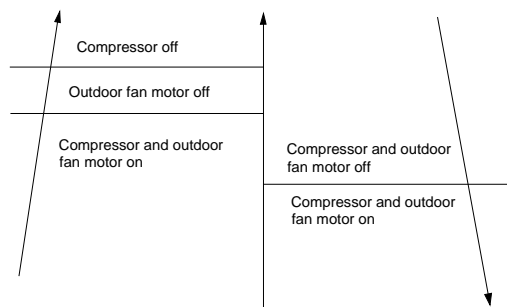 Compressor off
Outdoor fan motor off
Compressor and outdoor
fan motor on
Compressor and outdoor
fan motor off
Compressor and outdoor
fan motor on